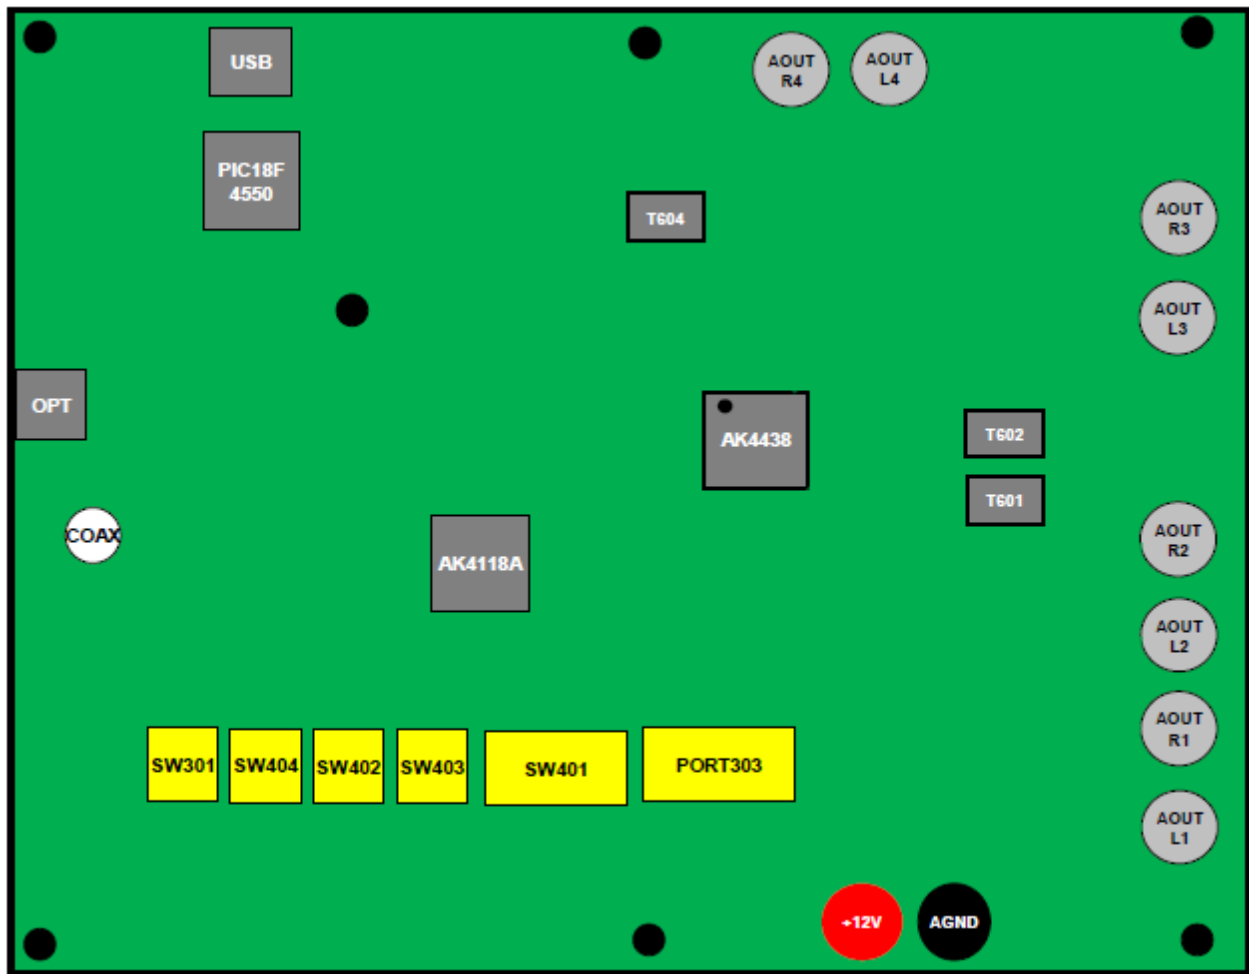 USB
AOUT
R4
AOUT
L4
PIC18F
4550
T604
AOUT
R3
AOUT
L3
OPT
AK4438
T602
T601
COAX
AK4118A
AOUT
R2
AOUT
L2
AOUT
R1
SW301
SW404
SW402
SW403
SW401
PORT303
AOUT
L1
+12V
AGND